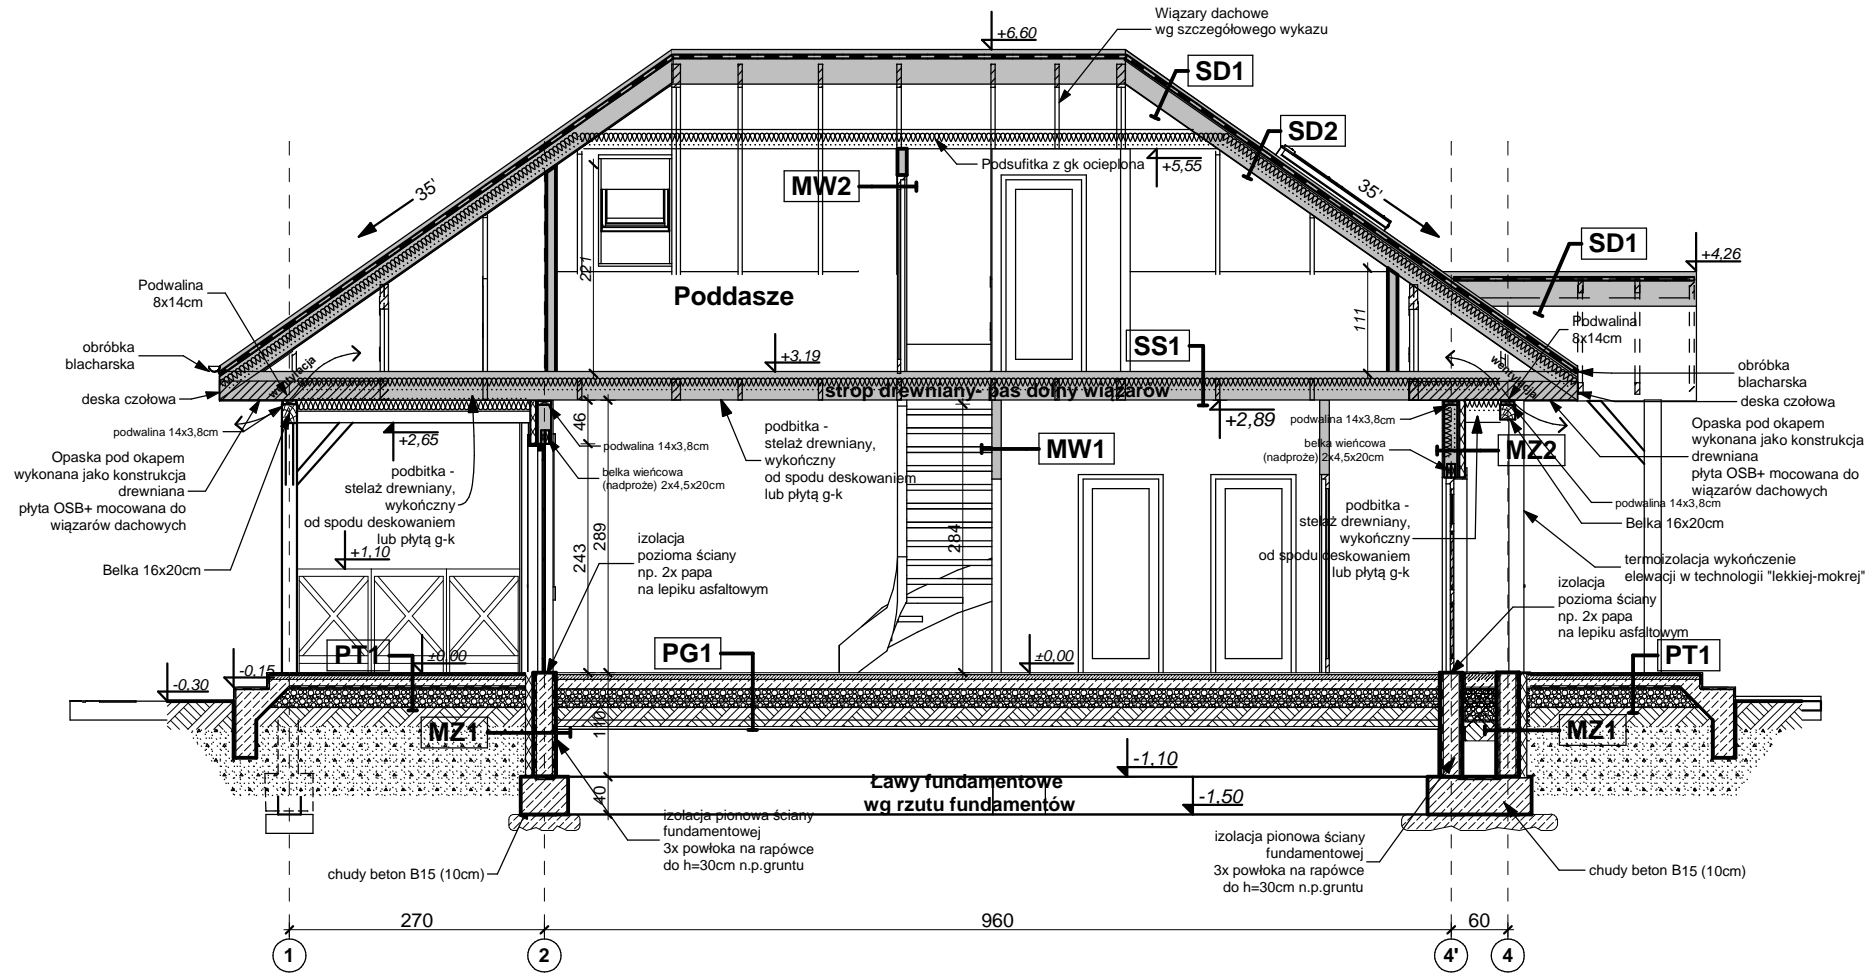 +6,60
Wiązary dachowe
wg szczegółowego wykazu
SD1
SD2
35'
35'
Podsufitka z gk ocieplona
+5,55
MW2
SD1
+4,26
221
Poddasze
111
Podwalina
8x14cm
Podwalina
8x14cm
obróbka
blacharska
wentylacja
wentylacja
+3,19
SS1
obróbka
blacharska
deska czołowa
strop drewniany- pas dolny wiązarów
deska czołowa
podwalina 14x3,8cm
+2,65
46
podwalina 14x3,8cm
belka wieńcowa
(nadproże) 2x4,5x20cm
podbitka -
stelaż drewniany,
wykończny
od spodu deskowaniem
lub płytą g-k
+2,89
MW1
podwalina 14x3,8cm
belka wieńcowa
(nadproże) 2x4,5x20cm
MZ2
Opaska pod okapem
wykonana jako konstrukcja
drewniana
płyta OSB+ mocowana do
wiązarów dachowych
Opaska pod okapem
wykonana jako konstrukcja
drewniana
płyta OSB+ mocowana do
wiązarów dachowych
podbitka -
stelaż drewniany,
wykończny
od spodu deskowaniem
lub płytą g-k
podbitka -
stelaż drewniany,
wykończny
od spodu deskowaniem
lub płytą g-k
podwalina 14x3,8cm
Belka 16x20cm
+1,10
Belka 16x20cm
243
289
284
izolacja
pozioma ściany
np. 2x papa
na lepiku asfaltowym
termoizolacja wykończenie
elewacji w technologii "lekkiej-mokrej"
izolacja
pozioma ściany
np. 2x papa
na lepiku asfaltowym
-0,30
-0,15
PT1
±0,00
PG1
±0,00
PT1
MZ1
110
MZ1
-1,10
Ławy fundamentowe
wg rzutu fundamentów
-1,50
40
izolacja pionowa ściany
fundamentowej
3x powłoka na rapówce
do h=30cm n.p.gruntu
izolacja pionowa ściany
fundamentowej
3x powłoka na rapówce
do h=30cm n.p.gruntu
chudy beton B15 (10cm)
chudy beton B15 (10cm)
270
960
60
1
2
4'
4